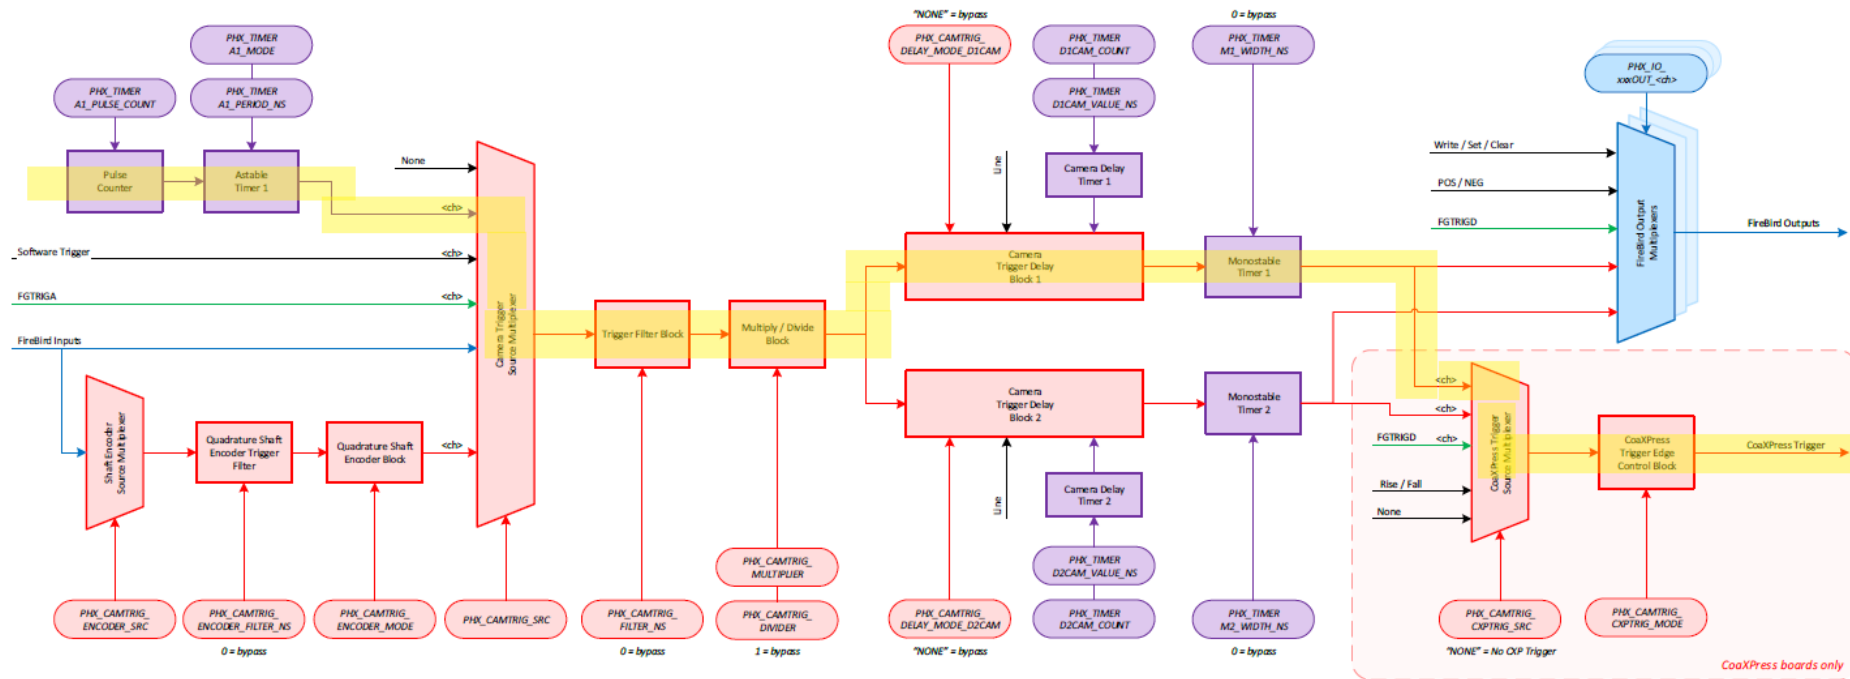 "NONE" = bypass
0 = bypass
PHX_TIMER
A1_MODE
PHX_CAMTRIG_
DELAY_MODE_D1CAM
PHX_TIMER
D1CAM_COUNT
PHX_TIMER
M1_WIDTH_NS
PHX_IO_
xxxOUT_<ch>
PHX_TIMER
A1_PULSE_COUNT
PHX_TIMER
A1_PERIOD_NS
PHX_TIMER
D1CAM_VALUE_NS
None
Line
Camera Delay
Timer 1
Write / Set / Clear
Pulse
Counter
Astable
Timer 1
POS / NEG
<ch>
FGTRIGD
FireBird Output
Multiplexers
FireBird Outputs
Software Trigger
<ch>
Camera
Trigger Delay
Block 1
Monostable
Timer 1
FGTRIGA
<ch>
Camera Trigger
Source Multiplexer
Trigger Filter Block
Multiply / Divide
Block
FireBird Inputs
Shaft Encoder
Source Multiplexer
Quadrature Shaft
Encoder Trigger
Filter
Quadrature Shaft
Encoder Block
<ch>
Camera
Trigger Delay
Block 2
Monostable
Timer 2
<ch>
<ch>
FGTRIGD
<ch>
CoaXPress Trigger
Source Multiplexer
CoaXPress
Trigger Edge
Control Block
CoaXPress Trigger
Rise / Fall
None
Line
Camera Delay
Timer 2
PHX_CAMTRIG_
MULTIPLIER
PHX_TIMER
D2CAM_VALUE_NS
PHX_CAMTRIG_
ENCODER_SRC
PHX_CAMTRIG_
ENCODER_FILTER_NS
PHX_CAMTRIG_
ENCODER_MODE
PHX_CAMTRIG_SRC
PHX_CAMTRIG_
FILTER_NS
PHX_CAMTRIG_
DIVIDER
PHX_CAMTRIG_
DELAY_MODE_D2CAM
PHX_TIMER
D2CAM_COUNT
PHX_TIMER
M2_WIDTH_NS
PHX_CAMTRIG_
CXPTRIG_SRC
PHX_CAMTRIG_
CXPTRIG_MODE
0 = bypass
0 = bypass
1 = bypass
"NONE" = bypass
0 = bypass
"NONE" = No CXP Trigger
CoaXPress boards only